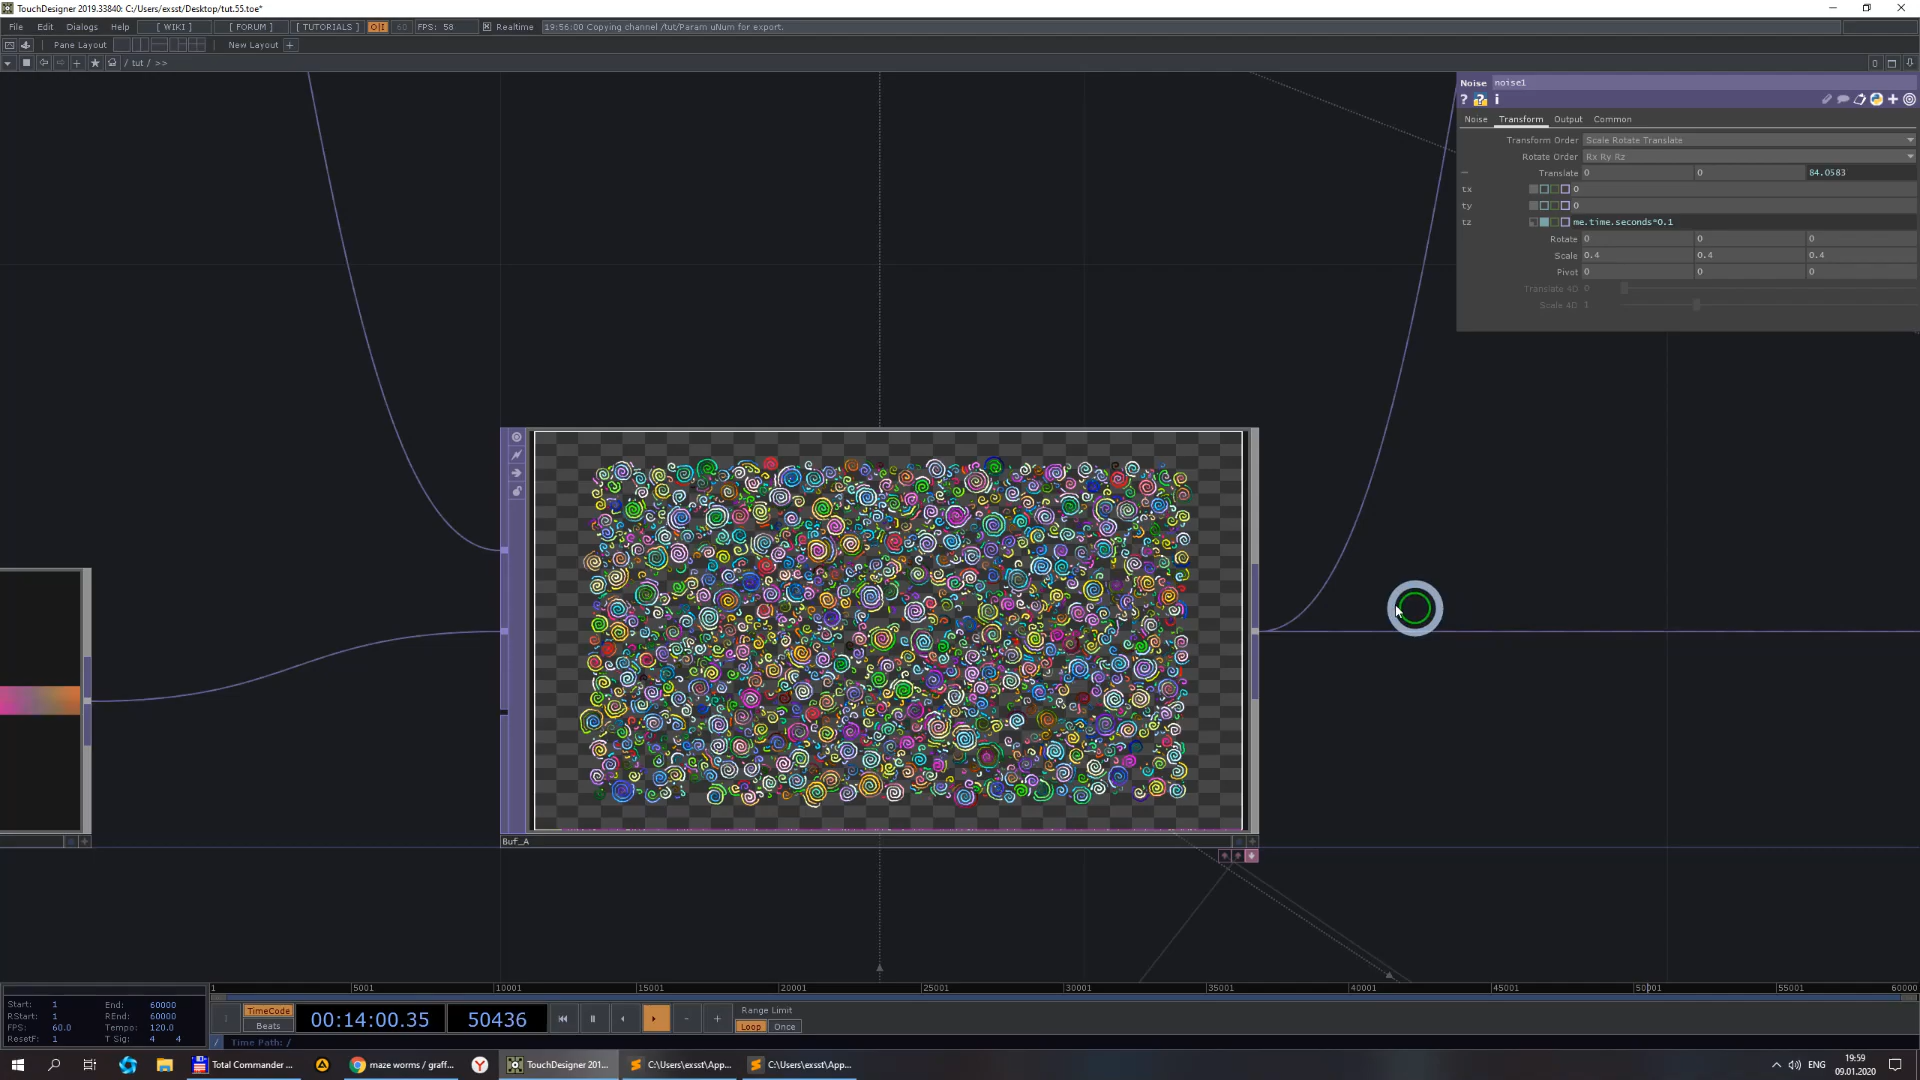 TouchDesigner 2019.33840: C:/Users/exsst/Desktop/tut.55.toe*
File Edit Dialogs Help [ WIKI ] [ FORUM ] [ TUTORIALS ] O|I 60 FPS: 58 Realtime 19:56:00 Copying channel /tut/Param uNum for export.
Pane Layout New Layout +
/ tut / >> 0
Noise noise1
? ? i
Noise Transform Output Common
Transform Order Scale Rotate Translate
Rotate Order Rx Ry Rz
Translate 0 0 84.0583
tx 0
ty 0
tz me.time.seconds*0.1
Rotate 0 0 0
Scale 0.4 0.4 0.4
Pivot 0 0 0
Translate 4D 0
Scale 4D 1
Buf_A
1 5001 10001 15001 20001 25001 30001 35001 40001 45001 50001 55001 60000
Start: 1 End: 60000
RStart: 1 REnd: 60000
FPS: 60.0 Tempo: 120.0
ResetF: 1 T Sig: 4 4
TimeCode
Beats
00:14:00.35 50436
Range Limit
Loop Once
/ Time Path: /
Total Commander ... maze worms / graff... TouchDesigner 201... C:\Users\exsst\App... C:\Users\exsst\App... ENG
19:59
09.01.2020